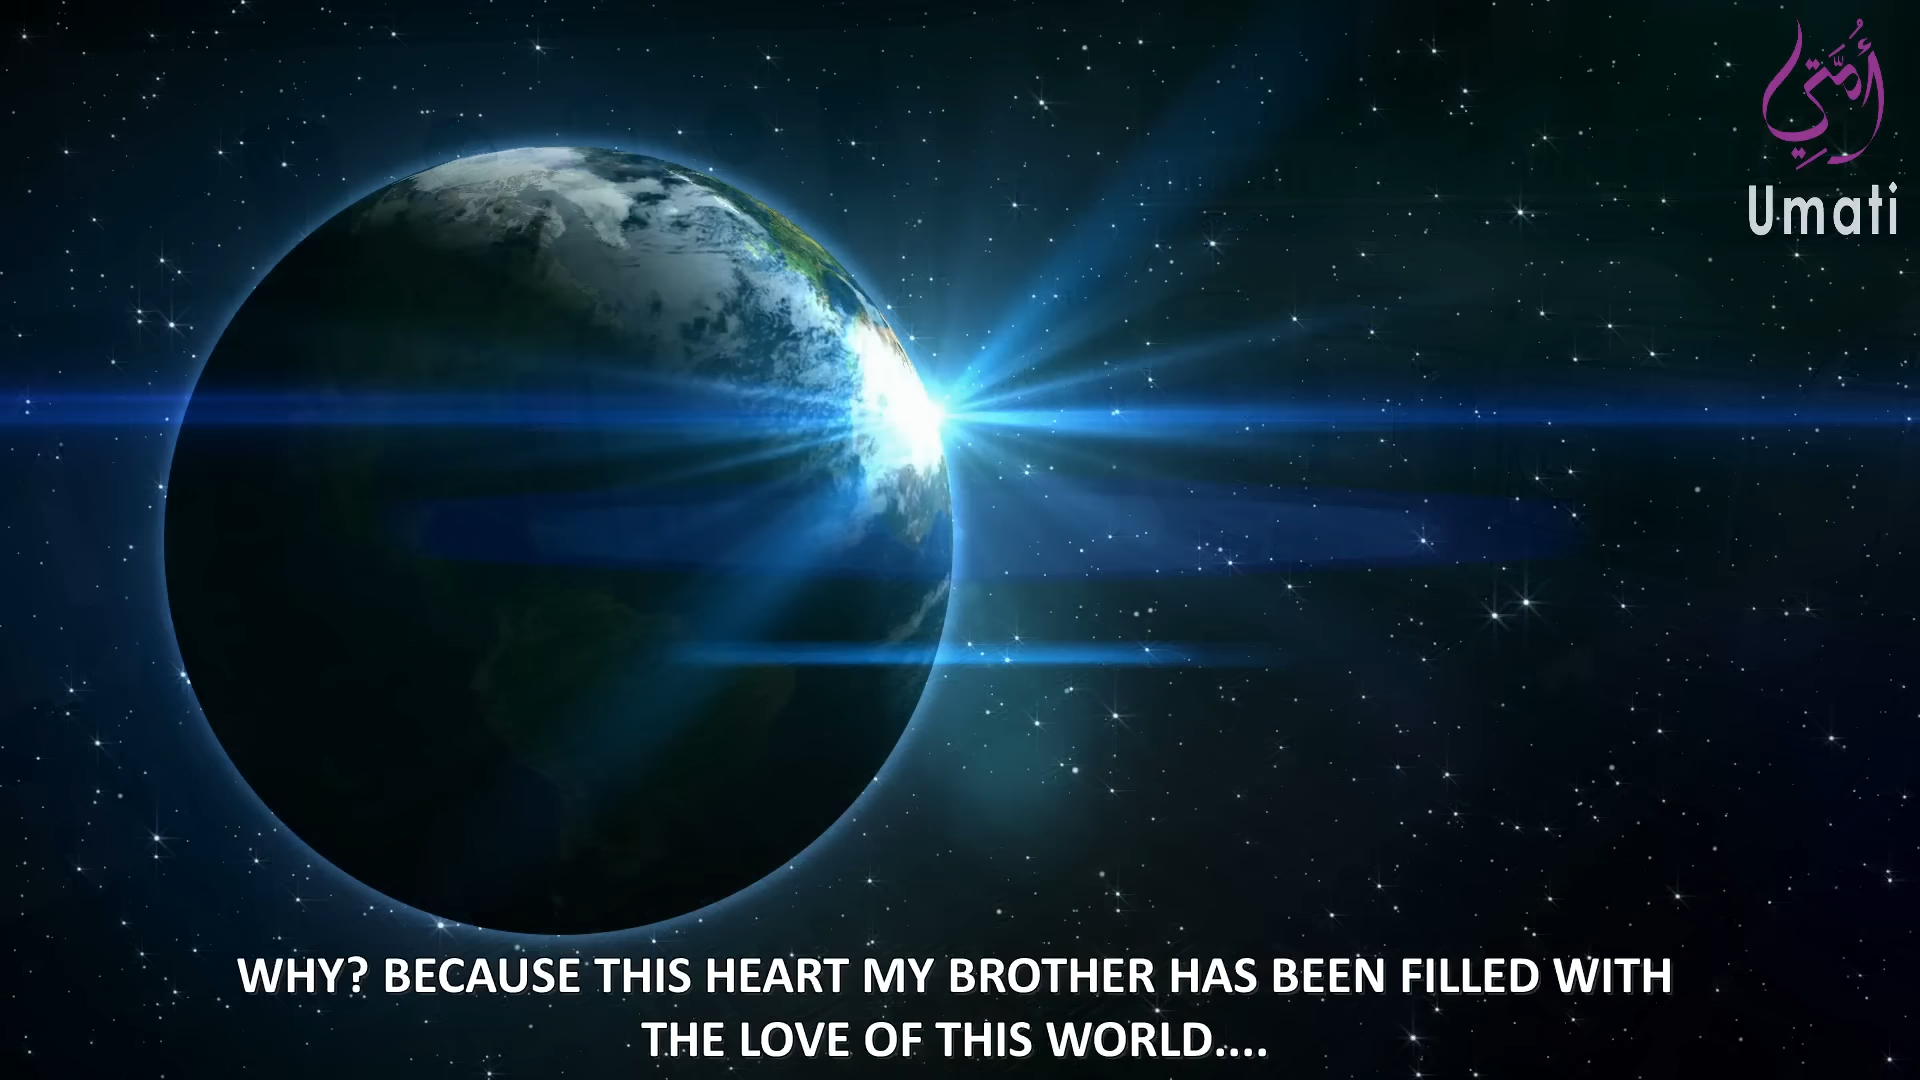 أُمَّتِي
Umati
WHY? BECAUSE THIS HEART MY BROTHER HAS BEEN FILLED WITH
THE LOVE OF THIS WORLD....